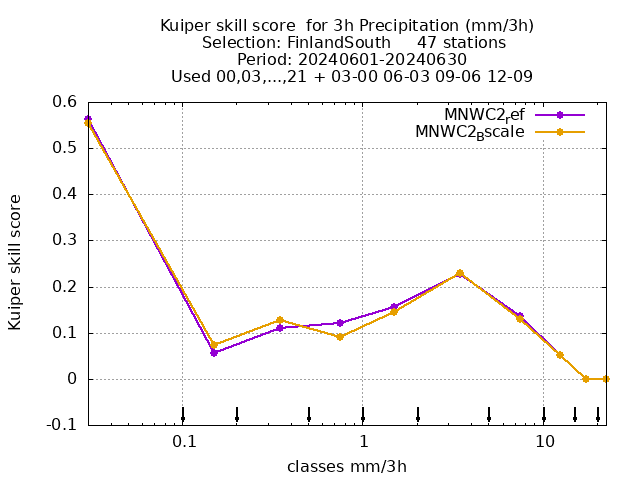 Kuiper skill score  for 3h Precipitation (mm/3h)
Selection: FinlandSouth     47 stations
Period: 20240601-20240630
Used 00,03,...,21 + 03-00 06-03 09-06 12-09
MNWC2ref
MNWC2Bscale
0.6
0.5
0.4
0.3
0.2
0.1
0
-0.1
Kuiper skill score
0.1 1 10
classes mm/3h